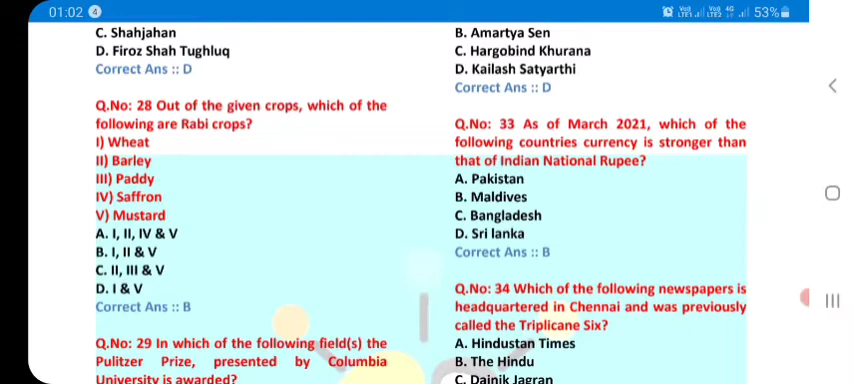 01:02 4
Vo) LTE1 Vo) LTE2 4G 53%
C. Shahjahan
D. Firoz Shah Tughluq
Correct Ans :: D
Q.No: 28 Out of the given crops, which of the
following are Rabi crops?
I) Wheat
II) Barley
III) Paddy
IV) Saffron
V) Mustard
A. I, II, IV & V
B. I, II & V
C. II, III & V
D. I & V
Correct Ans :: B
Q.No: 29 In which of the following field(s) the
Pulitzer Prize, presented by Columbia
University is awarded?
B. Amartya Sen
C. Hargobind Khurana
D. Kailash Satyarthi
Correct Ans :: D
Q.No: 33 As of March 2021, which of the
following countries currency is stronger than
that of Indian National Rupee?
A. Pakistan
B. Maldives
C. Bangladesh
D. Sri lanka
Correct Ans :: B
Q.No: 34 Which of the following newspapers is
headquartered in Chennai and was previously
called the Triplicane Six?
A. Hindustan Times
B. The Hindu
C. Dainik Jagran